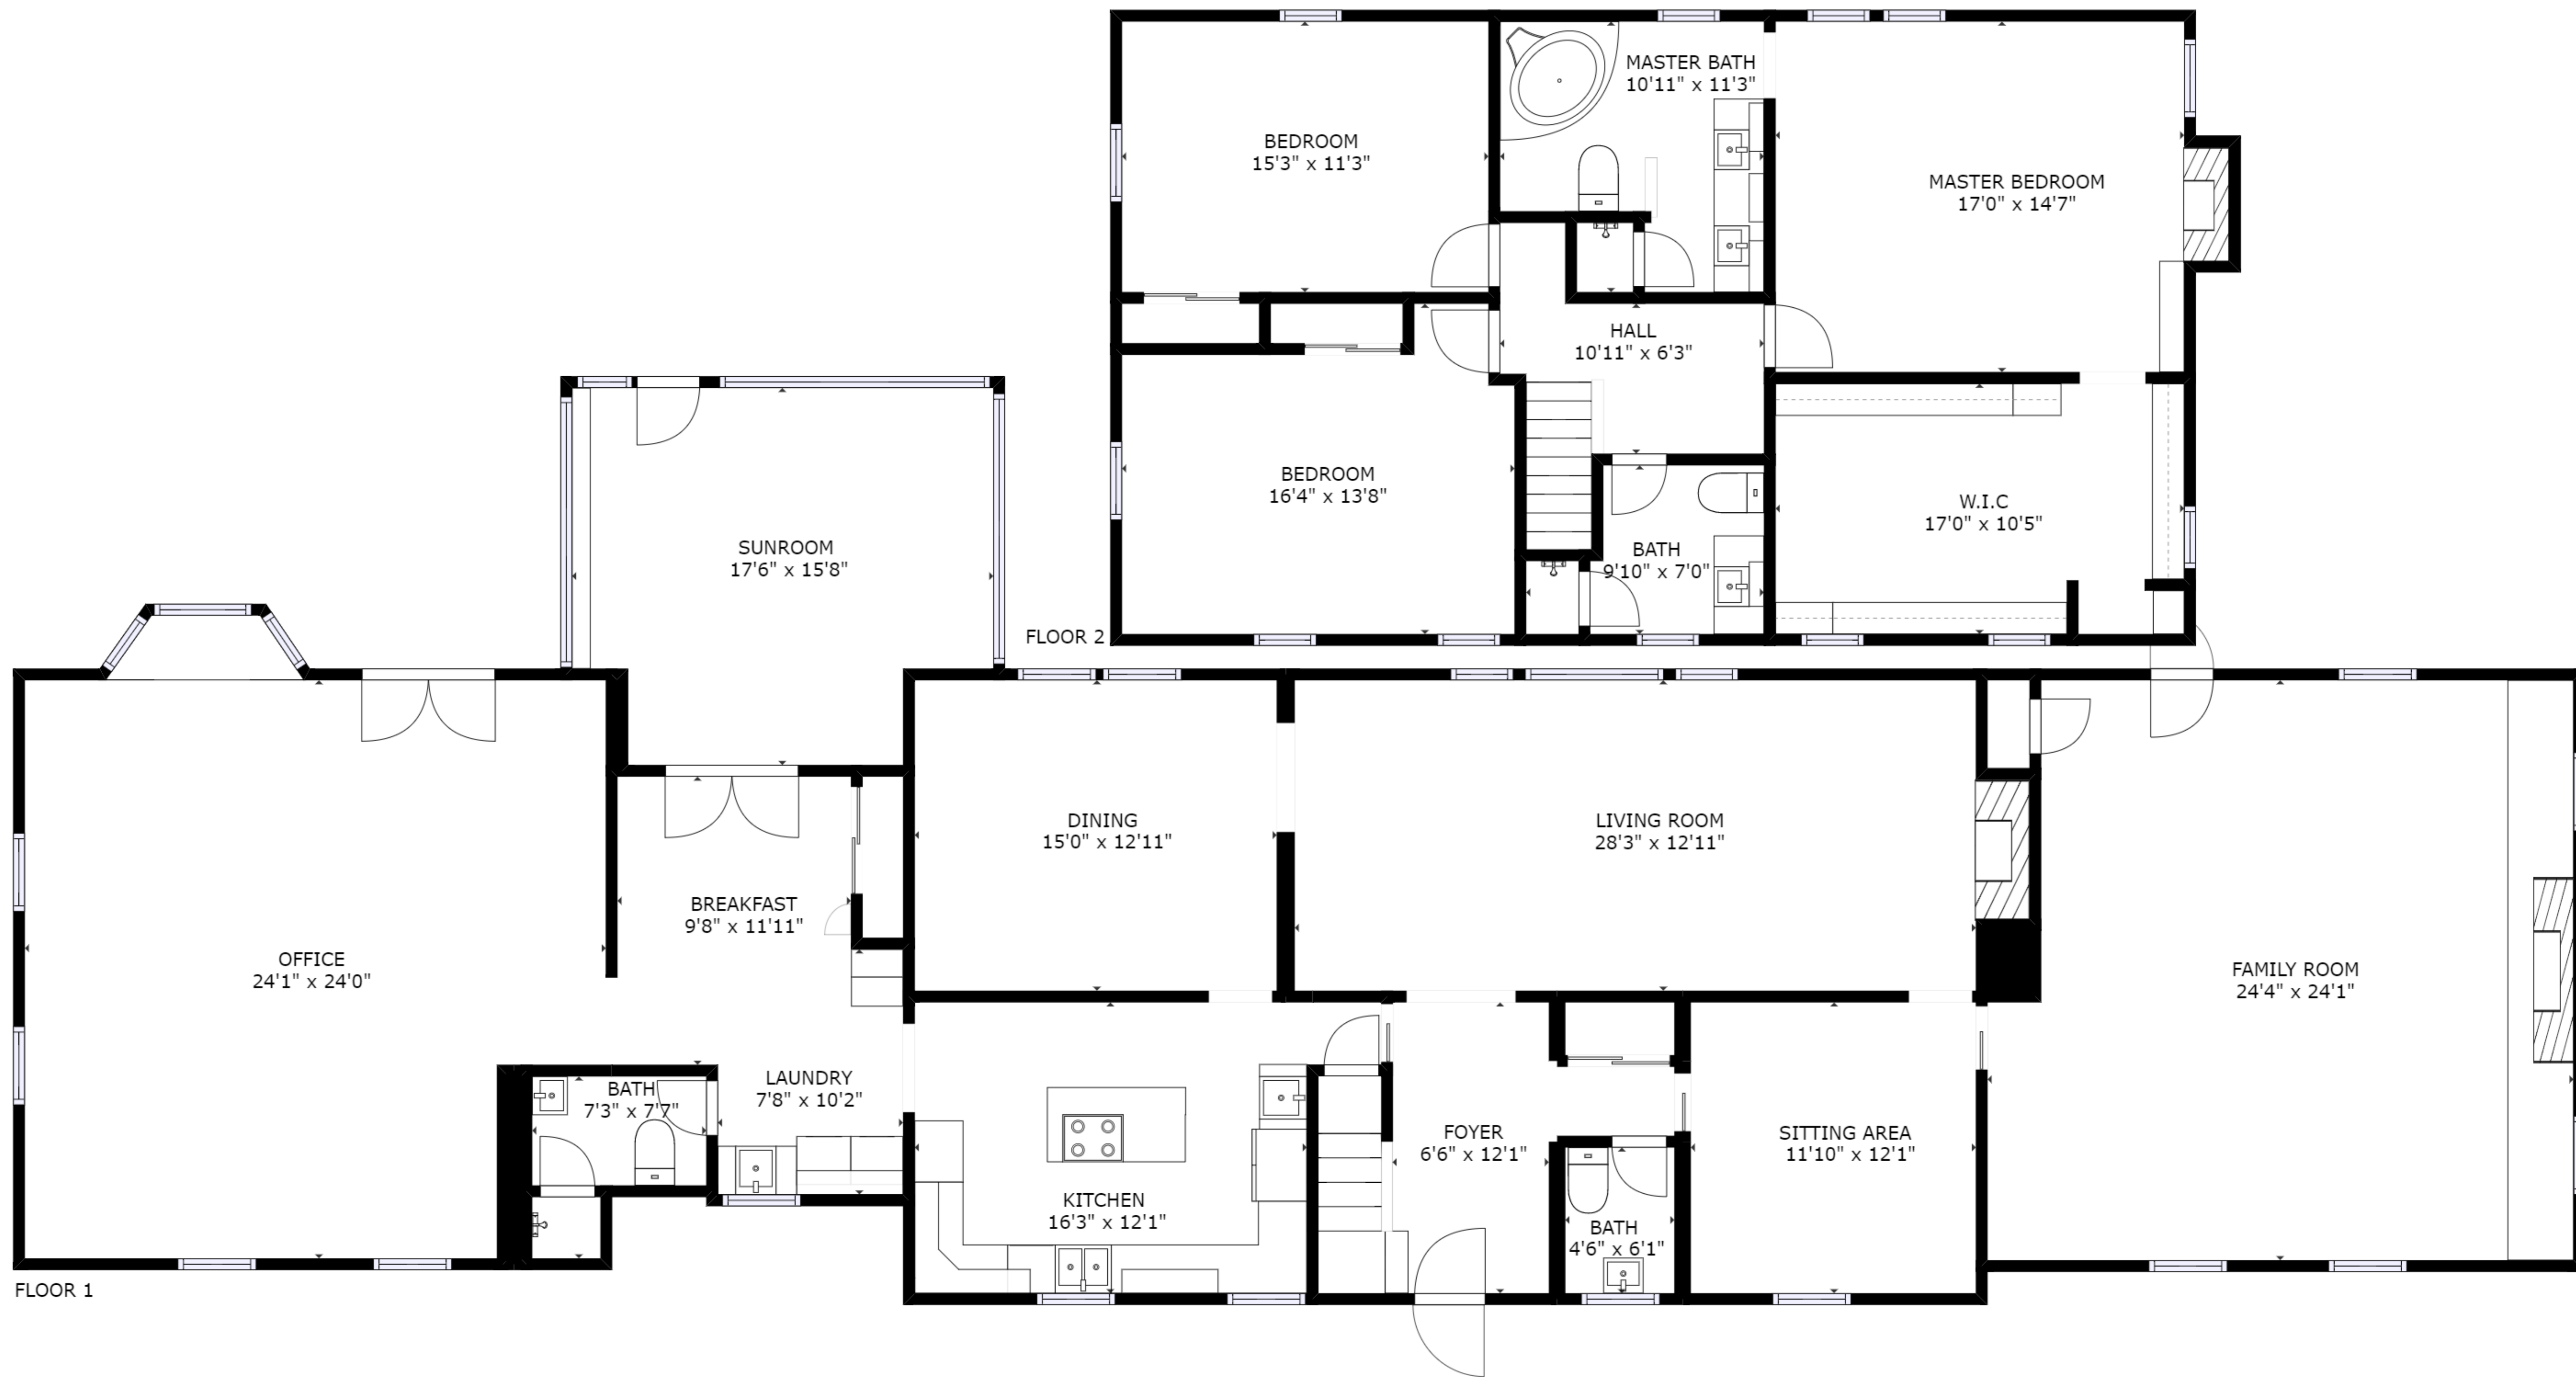 MASTER BATH
10'11" x 11'3"
BEDROOM
15'3" x 11'3"
MASTER BEDROOM
17'0" x 14'7"
HALL
10'11" x 6'3"
BEDROOM
16'4" x 13'8"
W.I.C
17'0" x 10'5"
BATH
9'10" x 7'0"
FLOOR 2
SUNROOM
17'6" x 15'8"
DINING
15'0" x 12'11"
LIVING ROOM
28'3" x 12'11"
BREAKFAST
9'8" x 11'11"
OFFICE
24'1" x 24'0"
FAMILY ROOM
24'4" x 24'1"
BATH
7'3" x 7'7"
LAUNDRY
7'8" x 10'2"
KITCHEN
16'3" x 12'1"
FOYER
6'6" x 12'1"
SITTING AREA
11'10" x 12'1"
BATH
4'6" x 6'1"
FLOOR 1